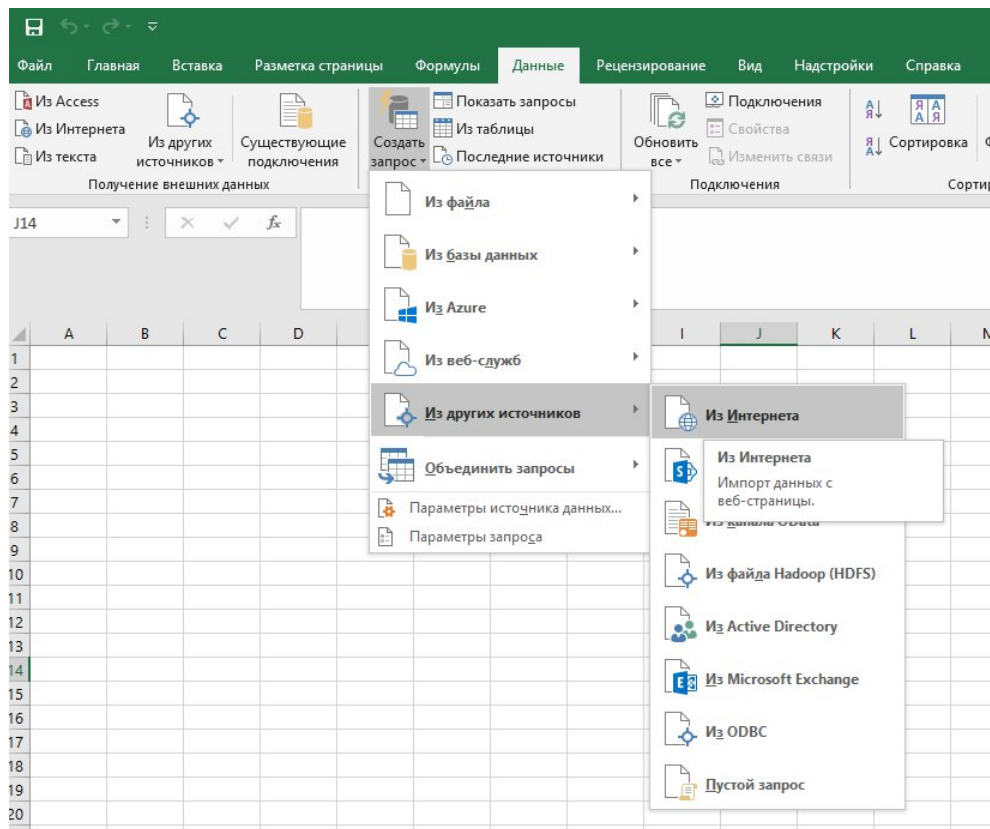 Файл Главная Вставка Разметка страницы Формулы Данные Рецензирование Вид Надстройки Справка
Из Access
Из Интернета
Из текста
Из других
источников
Существующие
подключения
Получение внешних данных
Создать
запрос
Показать запросы
Из таблицы
Последние источники
Обновить
все
Подключения
Свойства
Изменить связи
Подключения
Сортировка
J14
fx
Из файла
Из базы данных
Из Azure
Из веб-служб
Из других источников
Объединить запросы
Параметры источника данных...
Параметры запроса
Из Интернета
Из Интернета
Импорт данных с
веб-страницы.
Из канала OData
Из файла Hadoop (HDFS)
Из Active Directory
Из Microsoft Exchange
Из ODBC
Пустой запрос
A B C D I J K L
1
2
3
4
5
6
7
8
9
10
11
12
13
14
15
16
17
18
19
20